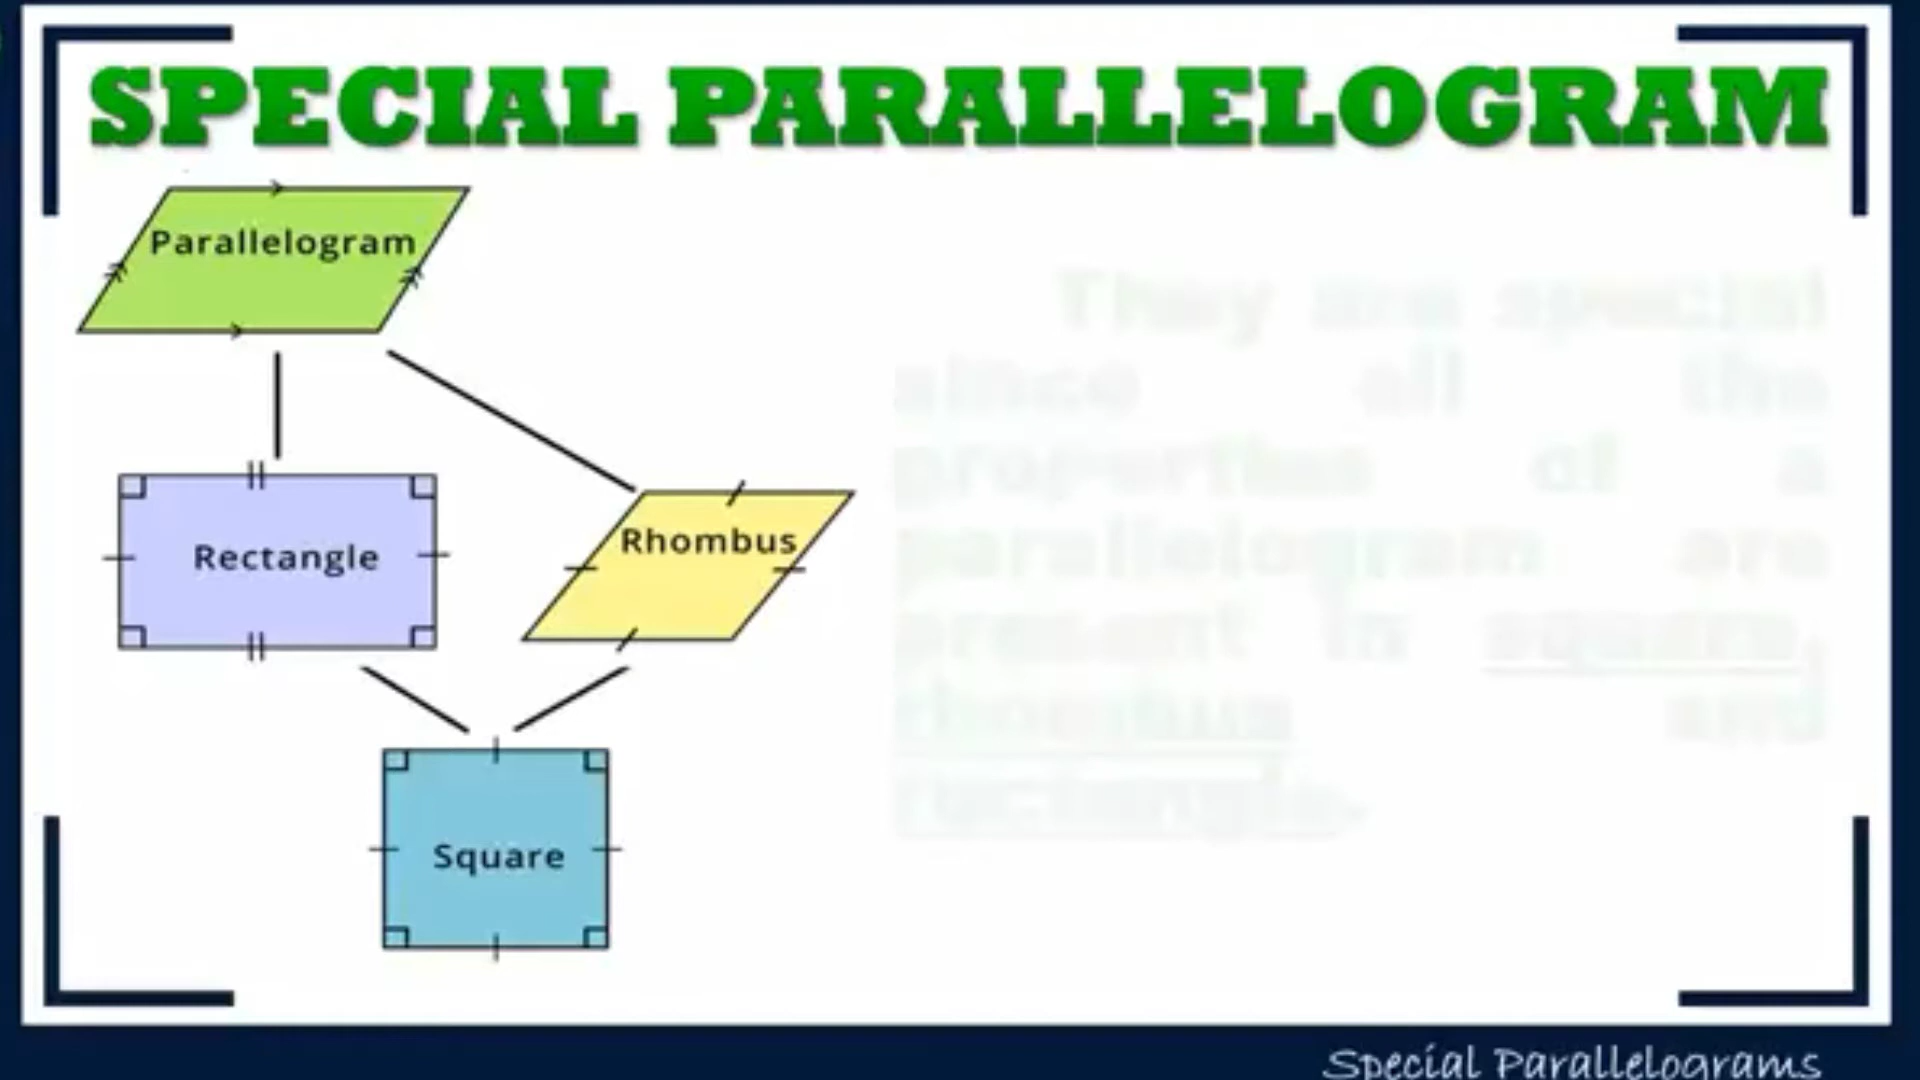 SPECIAL PARALLELOGRAM
Parallelogram
They are special
since all the
properties of a
parallelogram are
present in square,
rhombus and
rectangle.
Rectangle
Rhombus
Square
Special Parallelograms